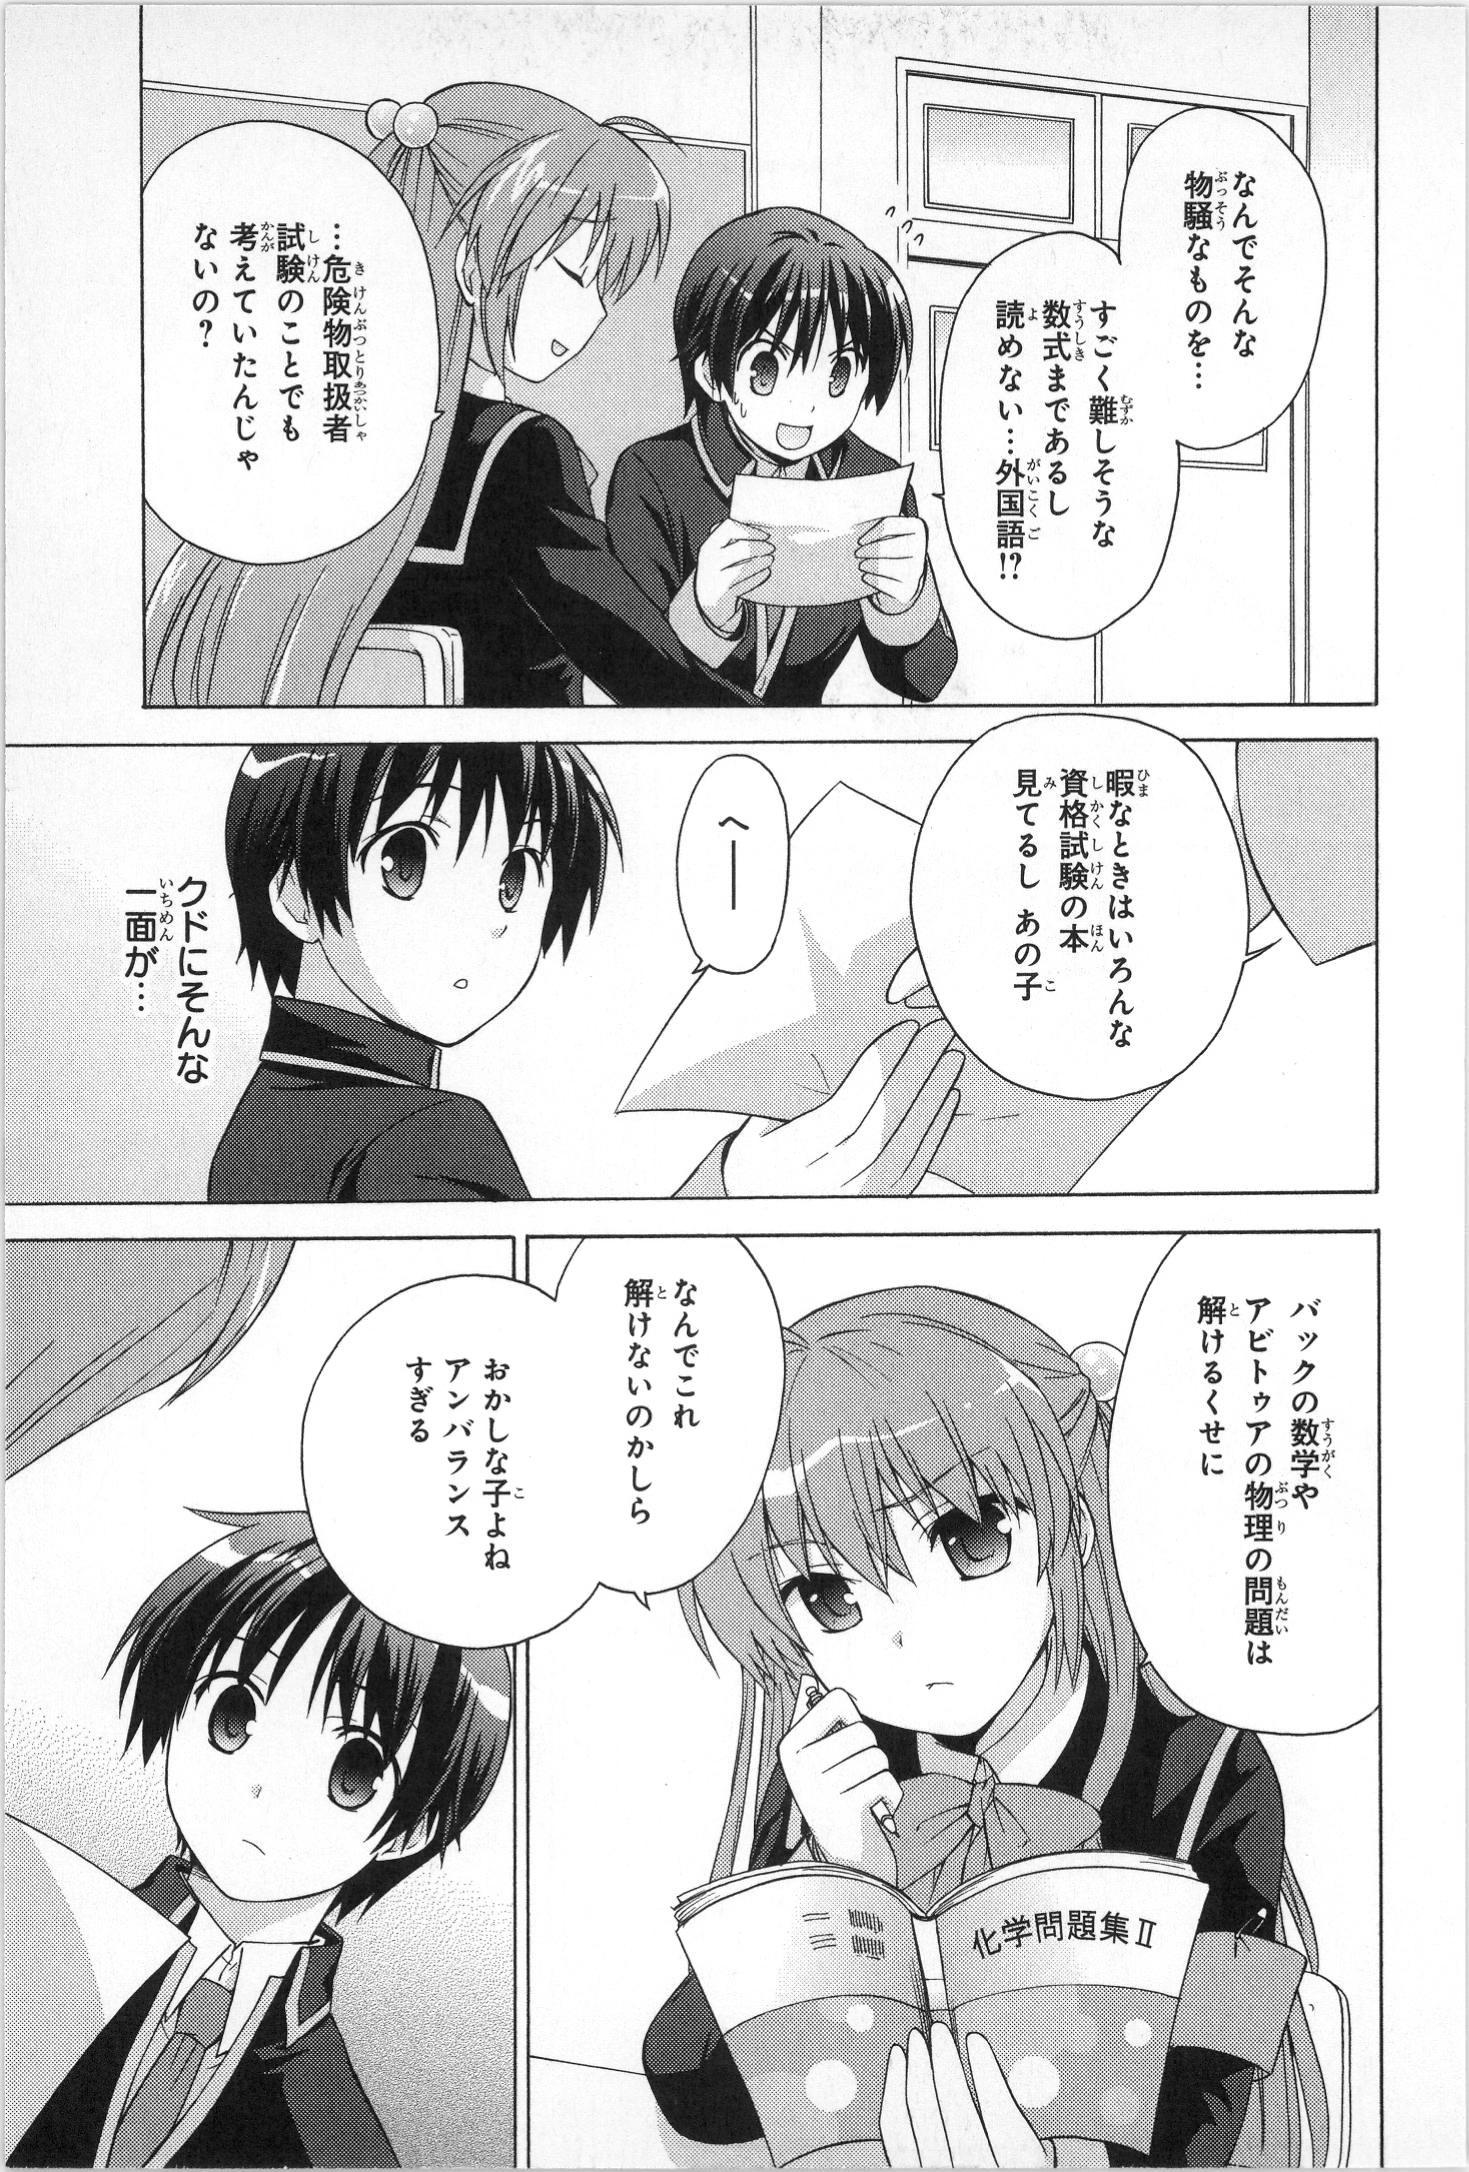 なんでそんな
物騒なものを…
すごく難しそうな
数式まであるし
読めない…外国語!?
…危険物取扱者
試験のことでも
考えていたんじゃ
ないの?
暇なときはいろんな
資格試験の本
見てるし あの子
へーー
クドにそんな
一面が…
バックの数学や
アビトゥアの物理の問題は
解けるくせに
なんでこれ
解けないのかしら
おかしな子よね
アンバランス
すぎる
化学問題集Ⅱ